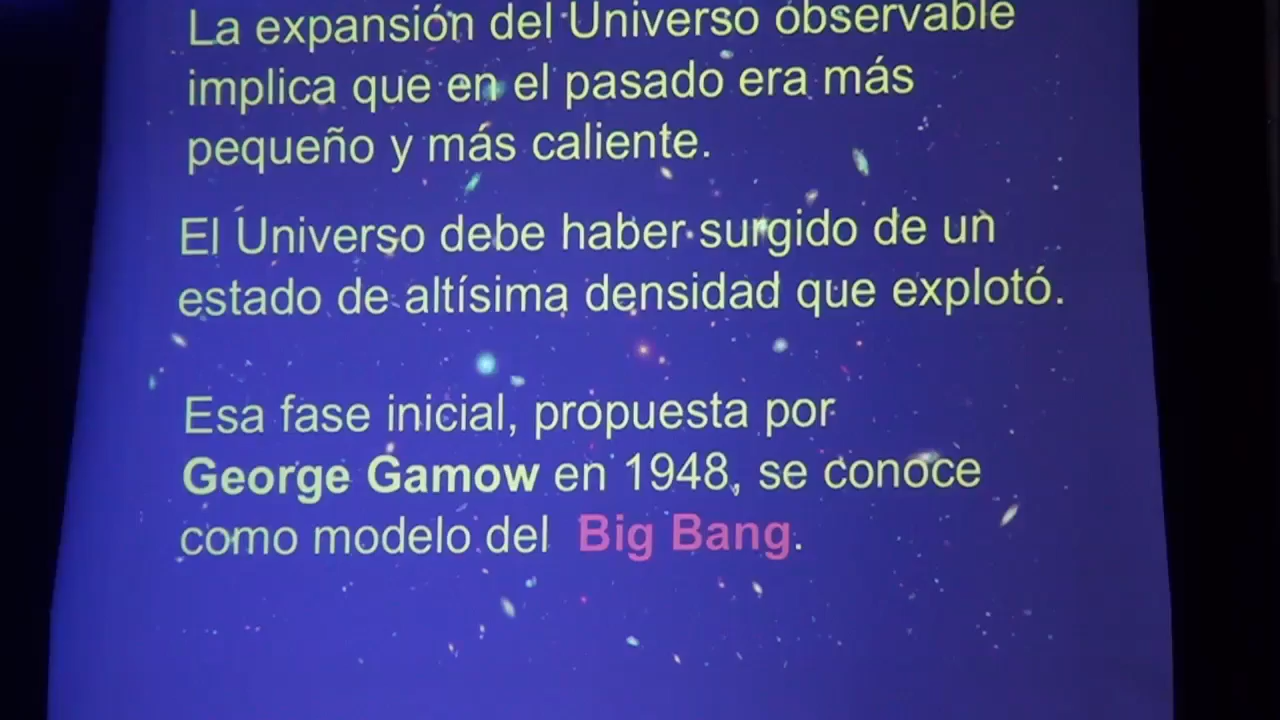 La expansión del Universo observable
implica que en el pasado era más
pequeño y más caliente.
El Universo debe haber surgido de un
estado de altísima densidad que explotó.
Esa fase inicial, propuesta por
George Gamow en 1948, se conoce
como modelo del Big Bang.